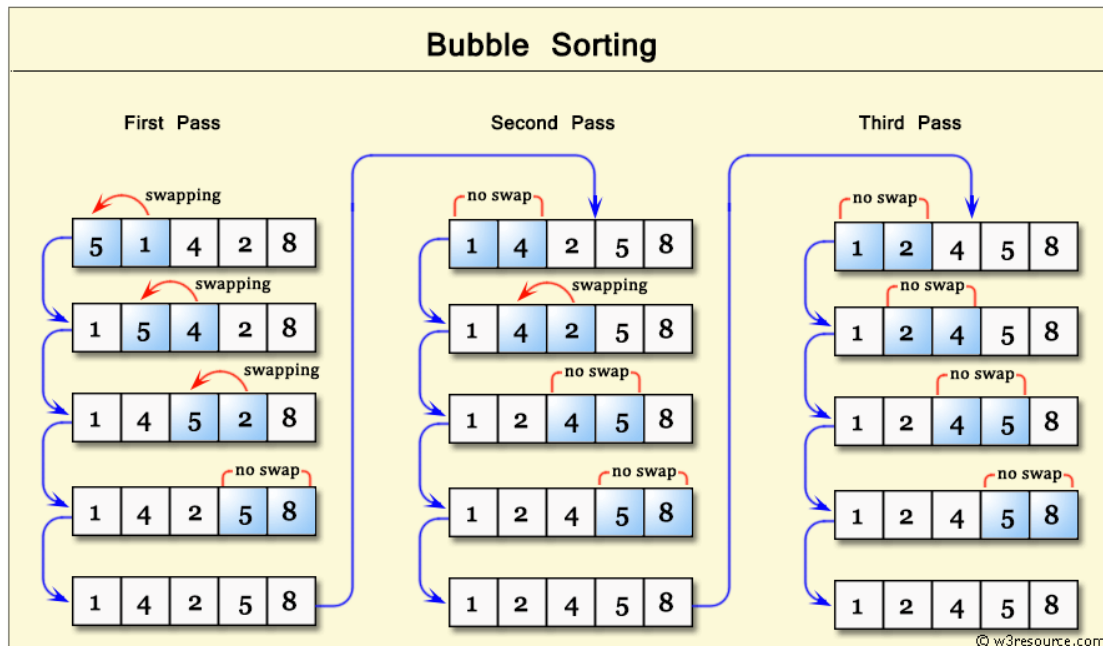 Bubble Sorting
First Pass
swapping
5 1 4 2 8
swapping
1 5 4 2 8
swapping
1 4 5 2 8
no swap
1 4 2 5 8
1 4 2 5 8
Second Pass
no swap
1 4 2 5 8
swapping
1 4 2 5 8
no swap
1 2 4 5 8
no swap
1 2 4 5 8
1 2 4 5 8
Third Pass
no swap
1 2 4 5 8
no swap
1 2 4 5 8
no swap
1 2 4 5 8
no swap
1 2 4 5 8
1 2 4 5 8
© w3resource.com